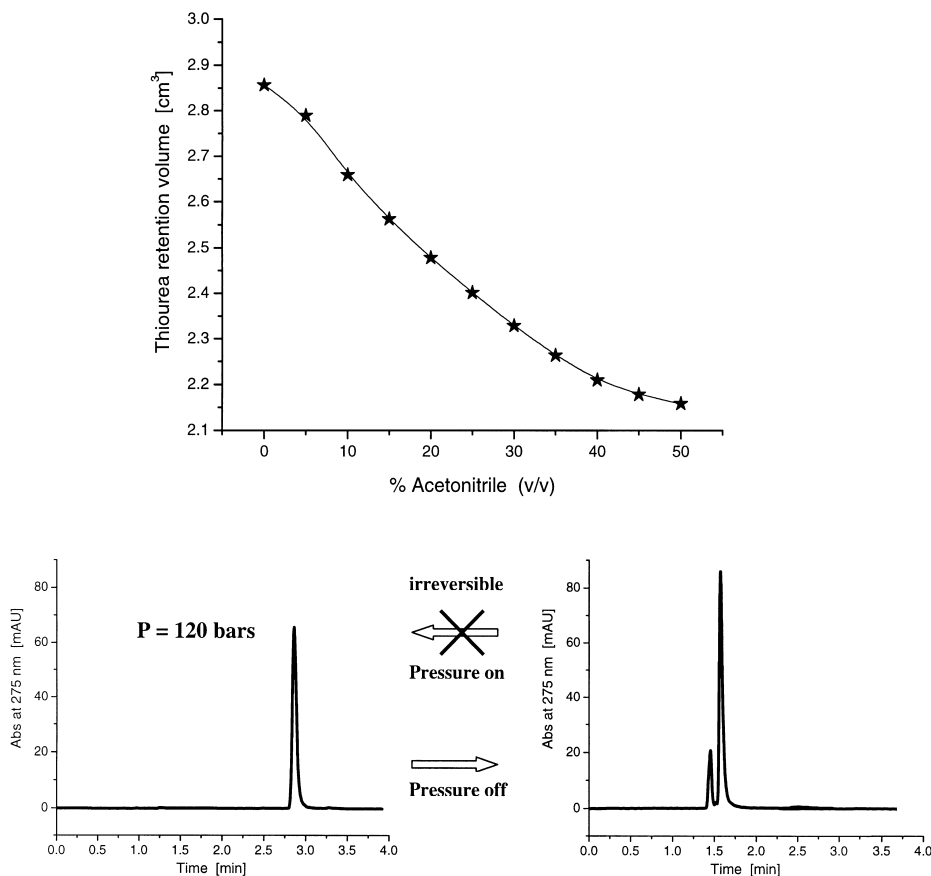 3.0
2.9
2.8
2.7
2.6
2.5
2.4
2.3
2.2
2.1
Thiourea retention volume [cm³]
0 10 20 30 40 50
% Acetonitrile (v/v)
80
60
40
20
0
Abs at 275 nm [mAU]
P = 120 bars
0.0 0.5 1.0 1.5 2.0 2.5 3.0 3.5 4.0
Time [min]
irreversible
Pressure on
Pressure off
80
60
40
20
0
Abs at 275 nm [mAU]
0.0 0.5 1.0 1.5 2.0 2.5 3.0 3.5 4.0
Time [min]